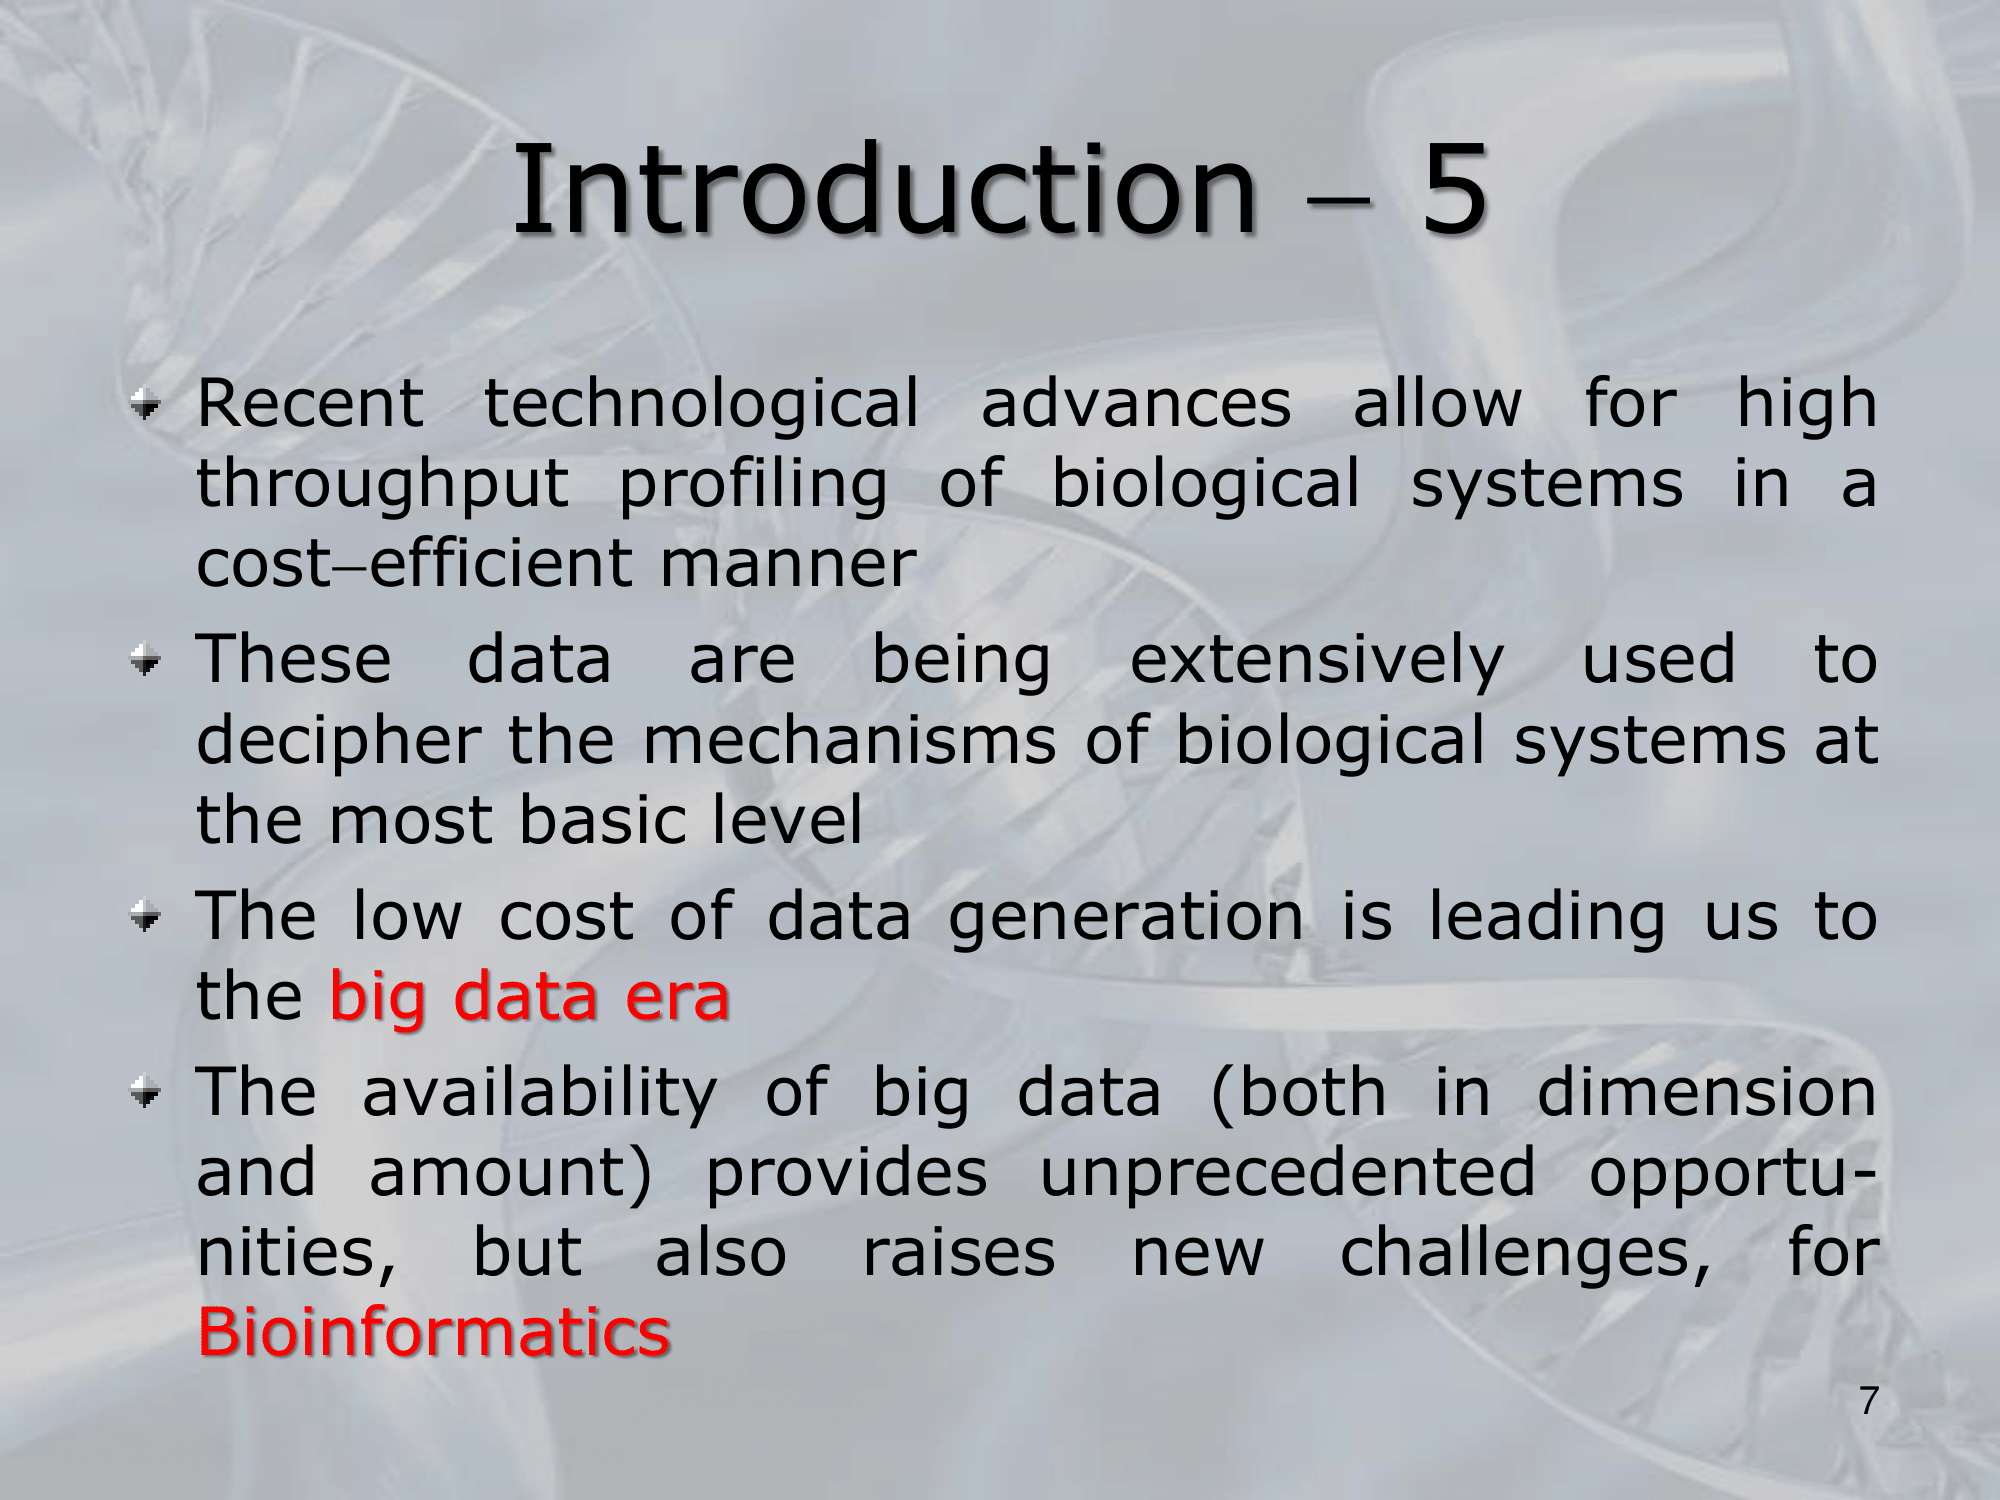 Introduction – 5
Recent technological advances allow for high
throughput profiling of biological systems in a
cost–efficient manner
These data are being extensively used to
decipher the mechanisms of biological systems at
the most basic level
The low cost of data generation is leading us to
the big data era
The availability of big data (both in dimension
and amount) provides unprecedented opportu-
nities, but also raises new challenges, for
Bioinformatics
7